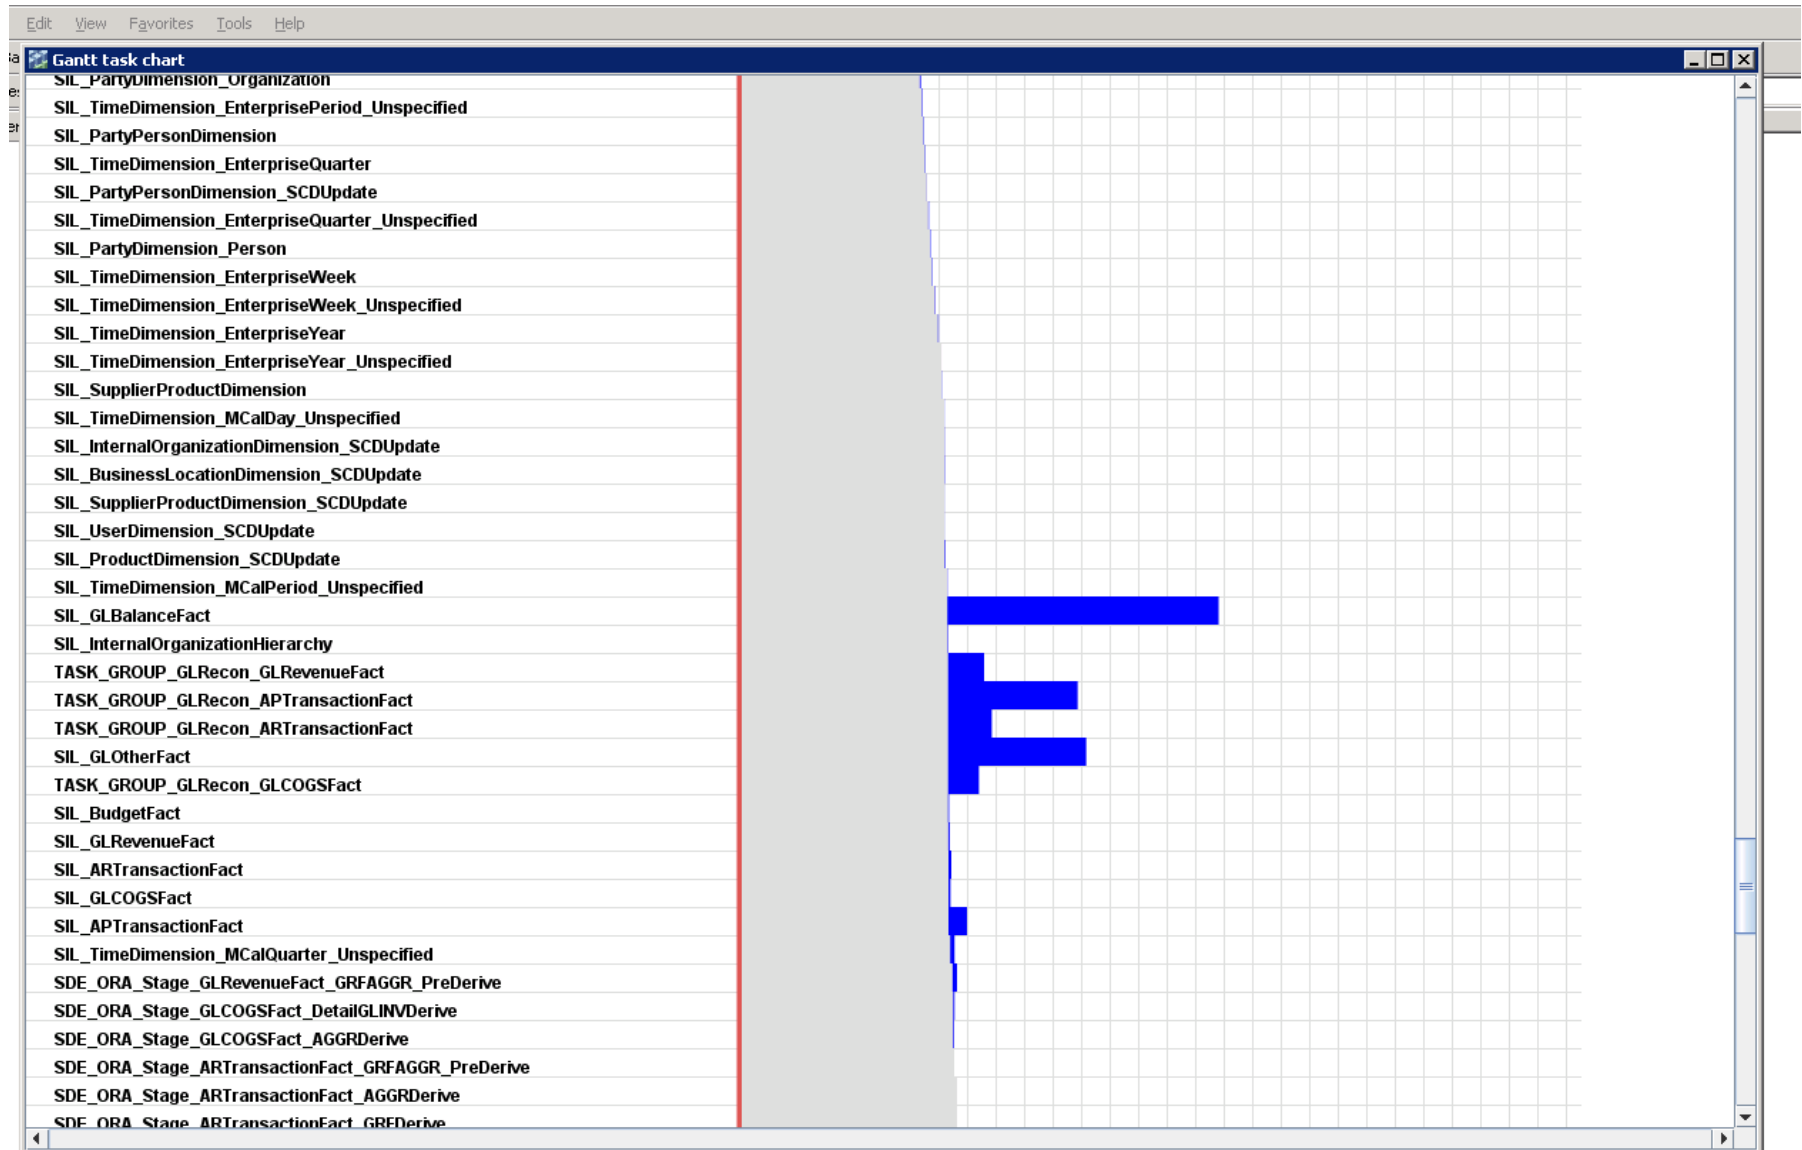 Edit View Favorites Tools Help
Gantt task chart
SIL_PartyDimension_Organization
SIL_TimeDimension_EnterprisePeriod_Unspecified
SIL_PartyPersonDimension
SIL_TimeDimension_EnterpriseQuarter
SIL_PartyPersonDimension_SCDUpdate
SIL_TimeDimension_EnterpriseQuarter_Unspecified
SIL_PartyDimension_Person
SIL_TimeDimension_EnterpriseWeek
SIL_TimeDimension_EnterpriseWeek_Unspecified
SIL_TimeDimension_EnterpriseYear
SIL_TimeDimension_EnterpriseYear_Unspecified
SIL_SupplierProductDimension
SIL_TimeDimension_MCalDay_Unspecified
SIL_InternalOrganizationDimension_SCDUpdate
SIL_BusinessLocationDimension_SCDUpdate
SIL_SupplierProductDimension_SCDUpdate
SIL_UserDimension_SCDUpdate
SIL_ProductDimension_SCDUpdate
SIL_TimeDimension_MCalPeriod_Unspecified
SIL_GLBalanceFact
SIL_InternalOrganizationHierarchy
TASK_GROUP_GLRecon_GLRevenueFact
TASK_GROUP_GLRecon_APTransactionFact
TASK_GROUP_GLRecon_ARTransactionFact
SIL_GLOtherFact
TASK_GROUP_GLRecon_GLCOGSFact
SIL_BudgetFact
SIL_GLRevenueFact
SIL_ARTransactionFact
SIL_GLCOGSFact
SIL_APTransactionFact
SIL_TimeDimension_MCalQuarter_Unspecified
SDE_ORA_Stage_GLRevenueFact_GRFAGGR_PreDerive
SDE_ORA_Stage_GLCOGSFact_DetailGLINVDerive
SDE_ORA_Stage_GLCOGSFact_AGGRDerive
SDE_ORA_Stage_ARTransactionFact_GRFAGGR_PreDerive
SDE_ORA_Stage_ARTransactionFact_AGGRDerive
SDE_ORA_Stage_ARTransactionFact_GRFDerive